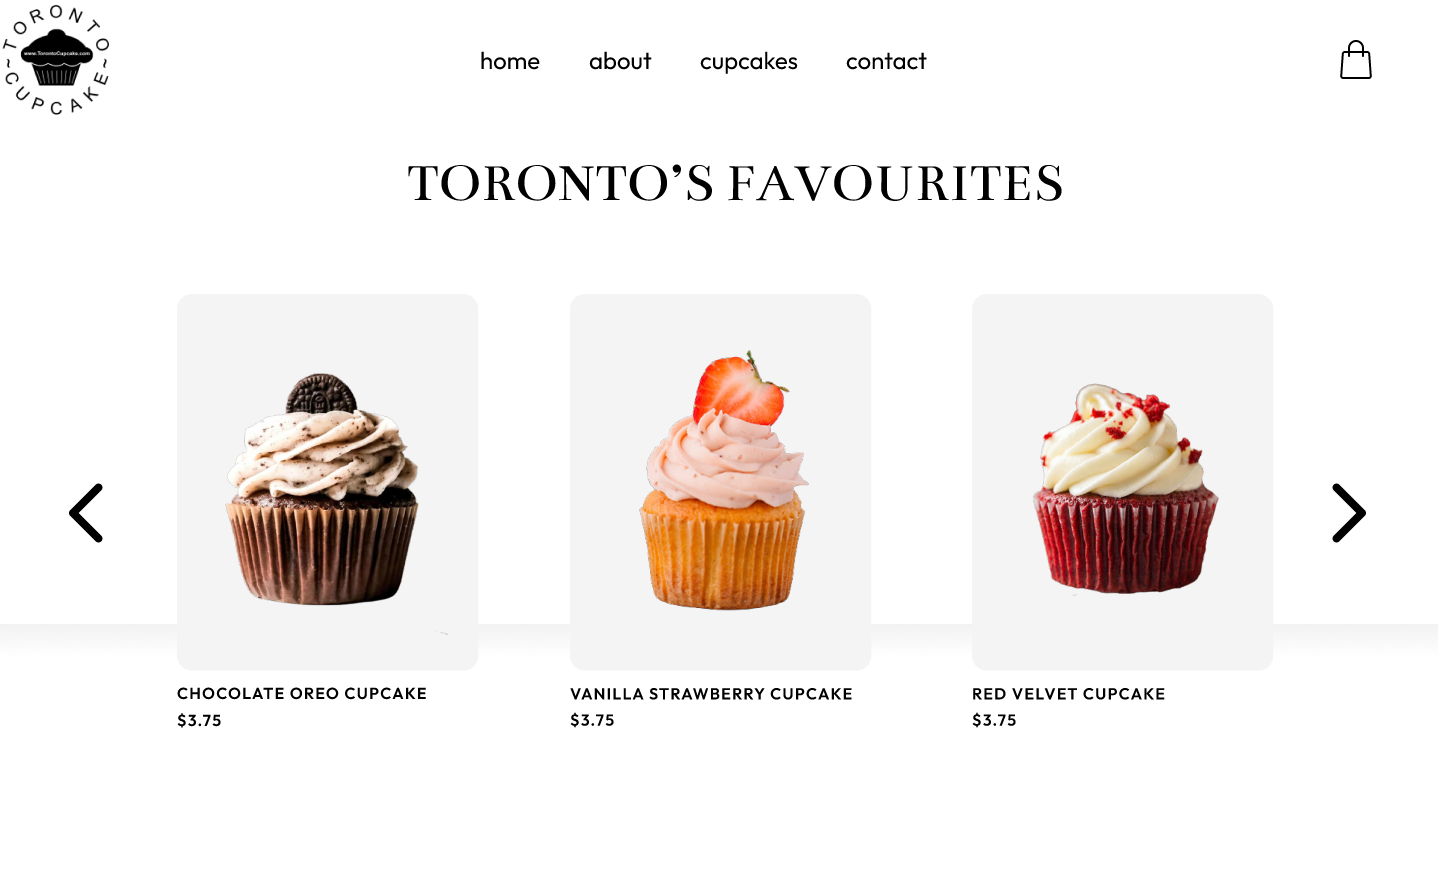 TORONTO
www.TorontoCupcake.com
~CUPCAKE~
home about cupcakes contact
TORONTO’S FAVOURITES
CHOCOLATE OREO CUPCAKE
$3.75
VANILLA STRAWBERRY CUPCAKE
$3.75
RED VELVET CUPCAKE
$3.75